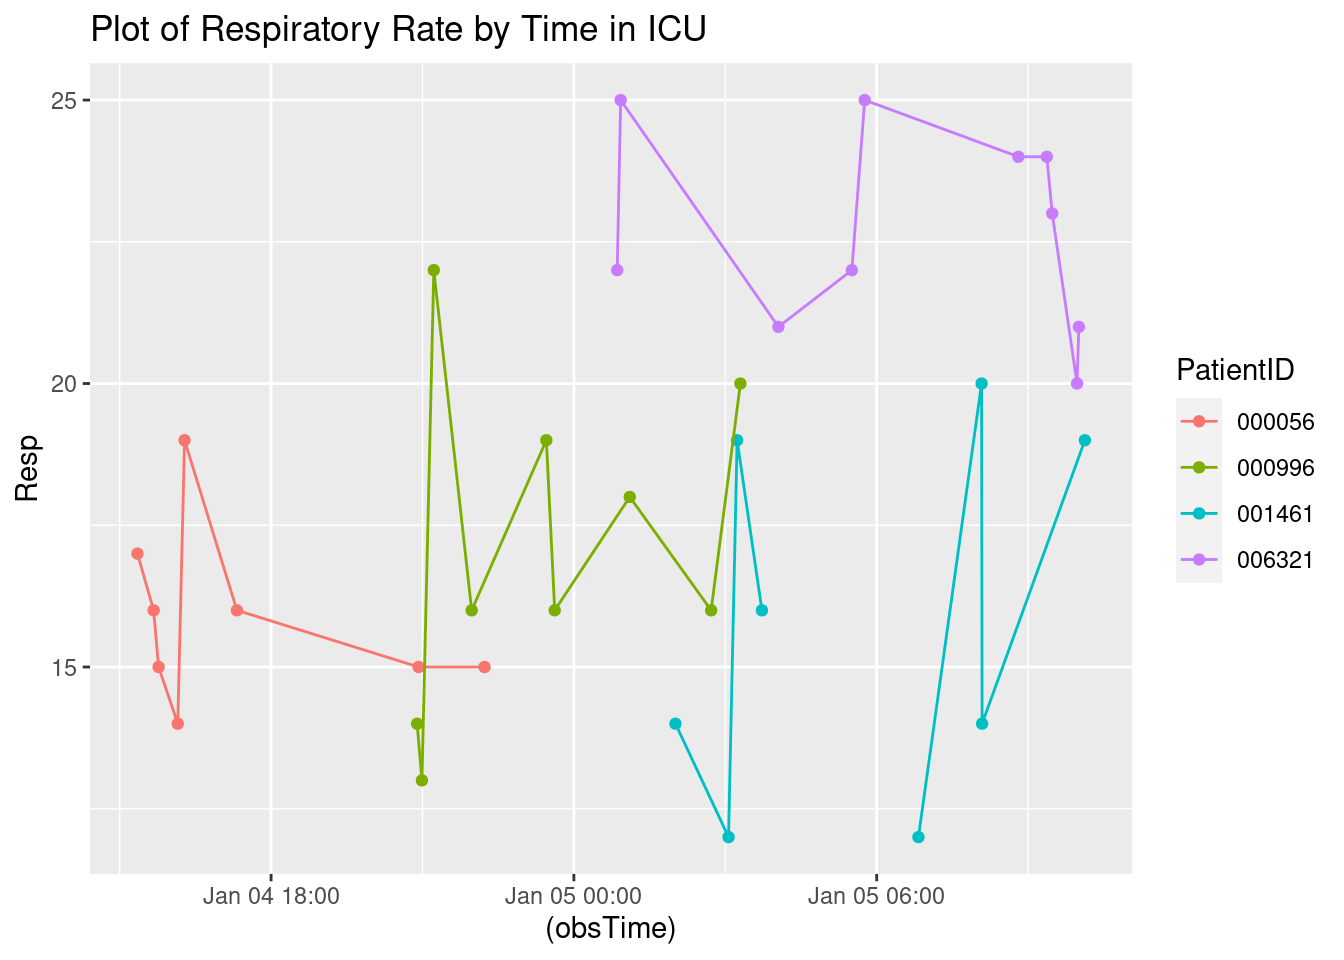 Plot of Respiratory Rate by Time in ICU
25
20
15
Resp
Jan 04 18:00
Jan 05 00:00
Jan 05 06:00
(obsTime)
PatientID
000056
000996
001461
006321